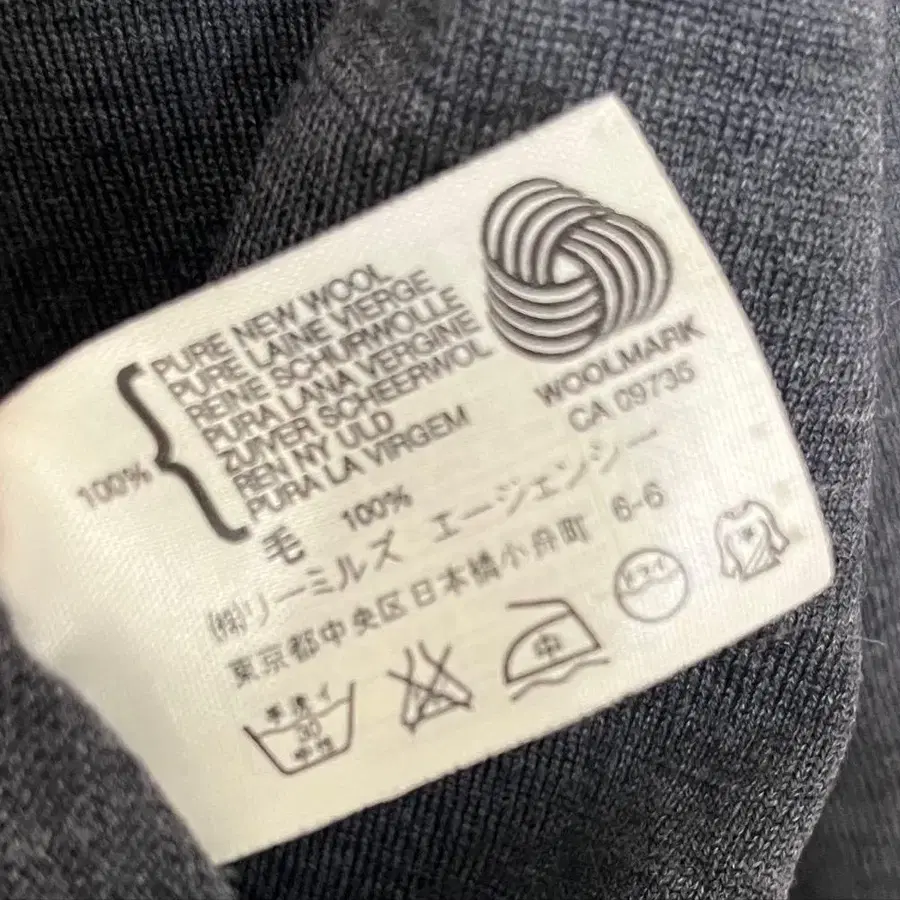 WOOLMARK
CA 09735
100%
PURE NEW WOOL
PURE LAINE VIERGE
REINE SCHURWOLLE
PURA LANA VERGINE
ZUIVER SCHEERWOL
REN NY ULD
PURA LA VIRGEM
毛 100%
㈱リーミルズ エージェンシー
東京都中央区日本橋小舟町 6-6
手洗イ
30
中性
中
ドライ